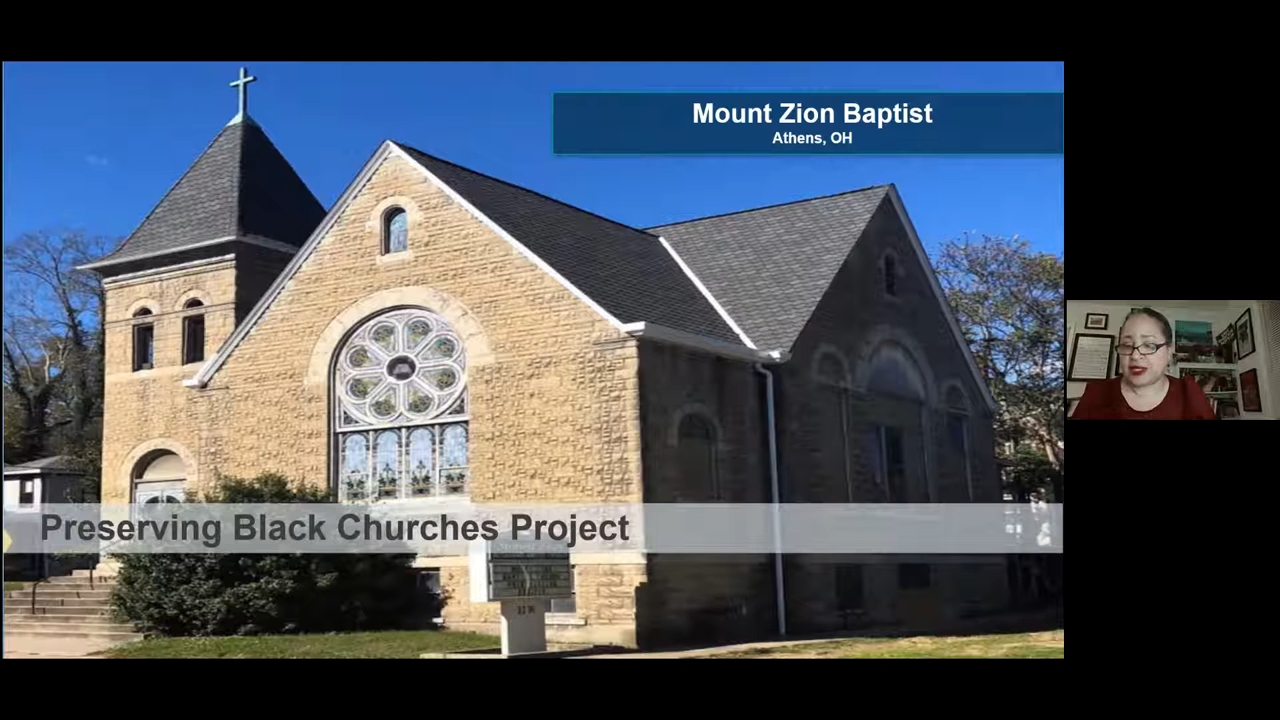 Mount Zion Baptist
Athens, OH
Preserving Black Churches Project